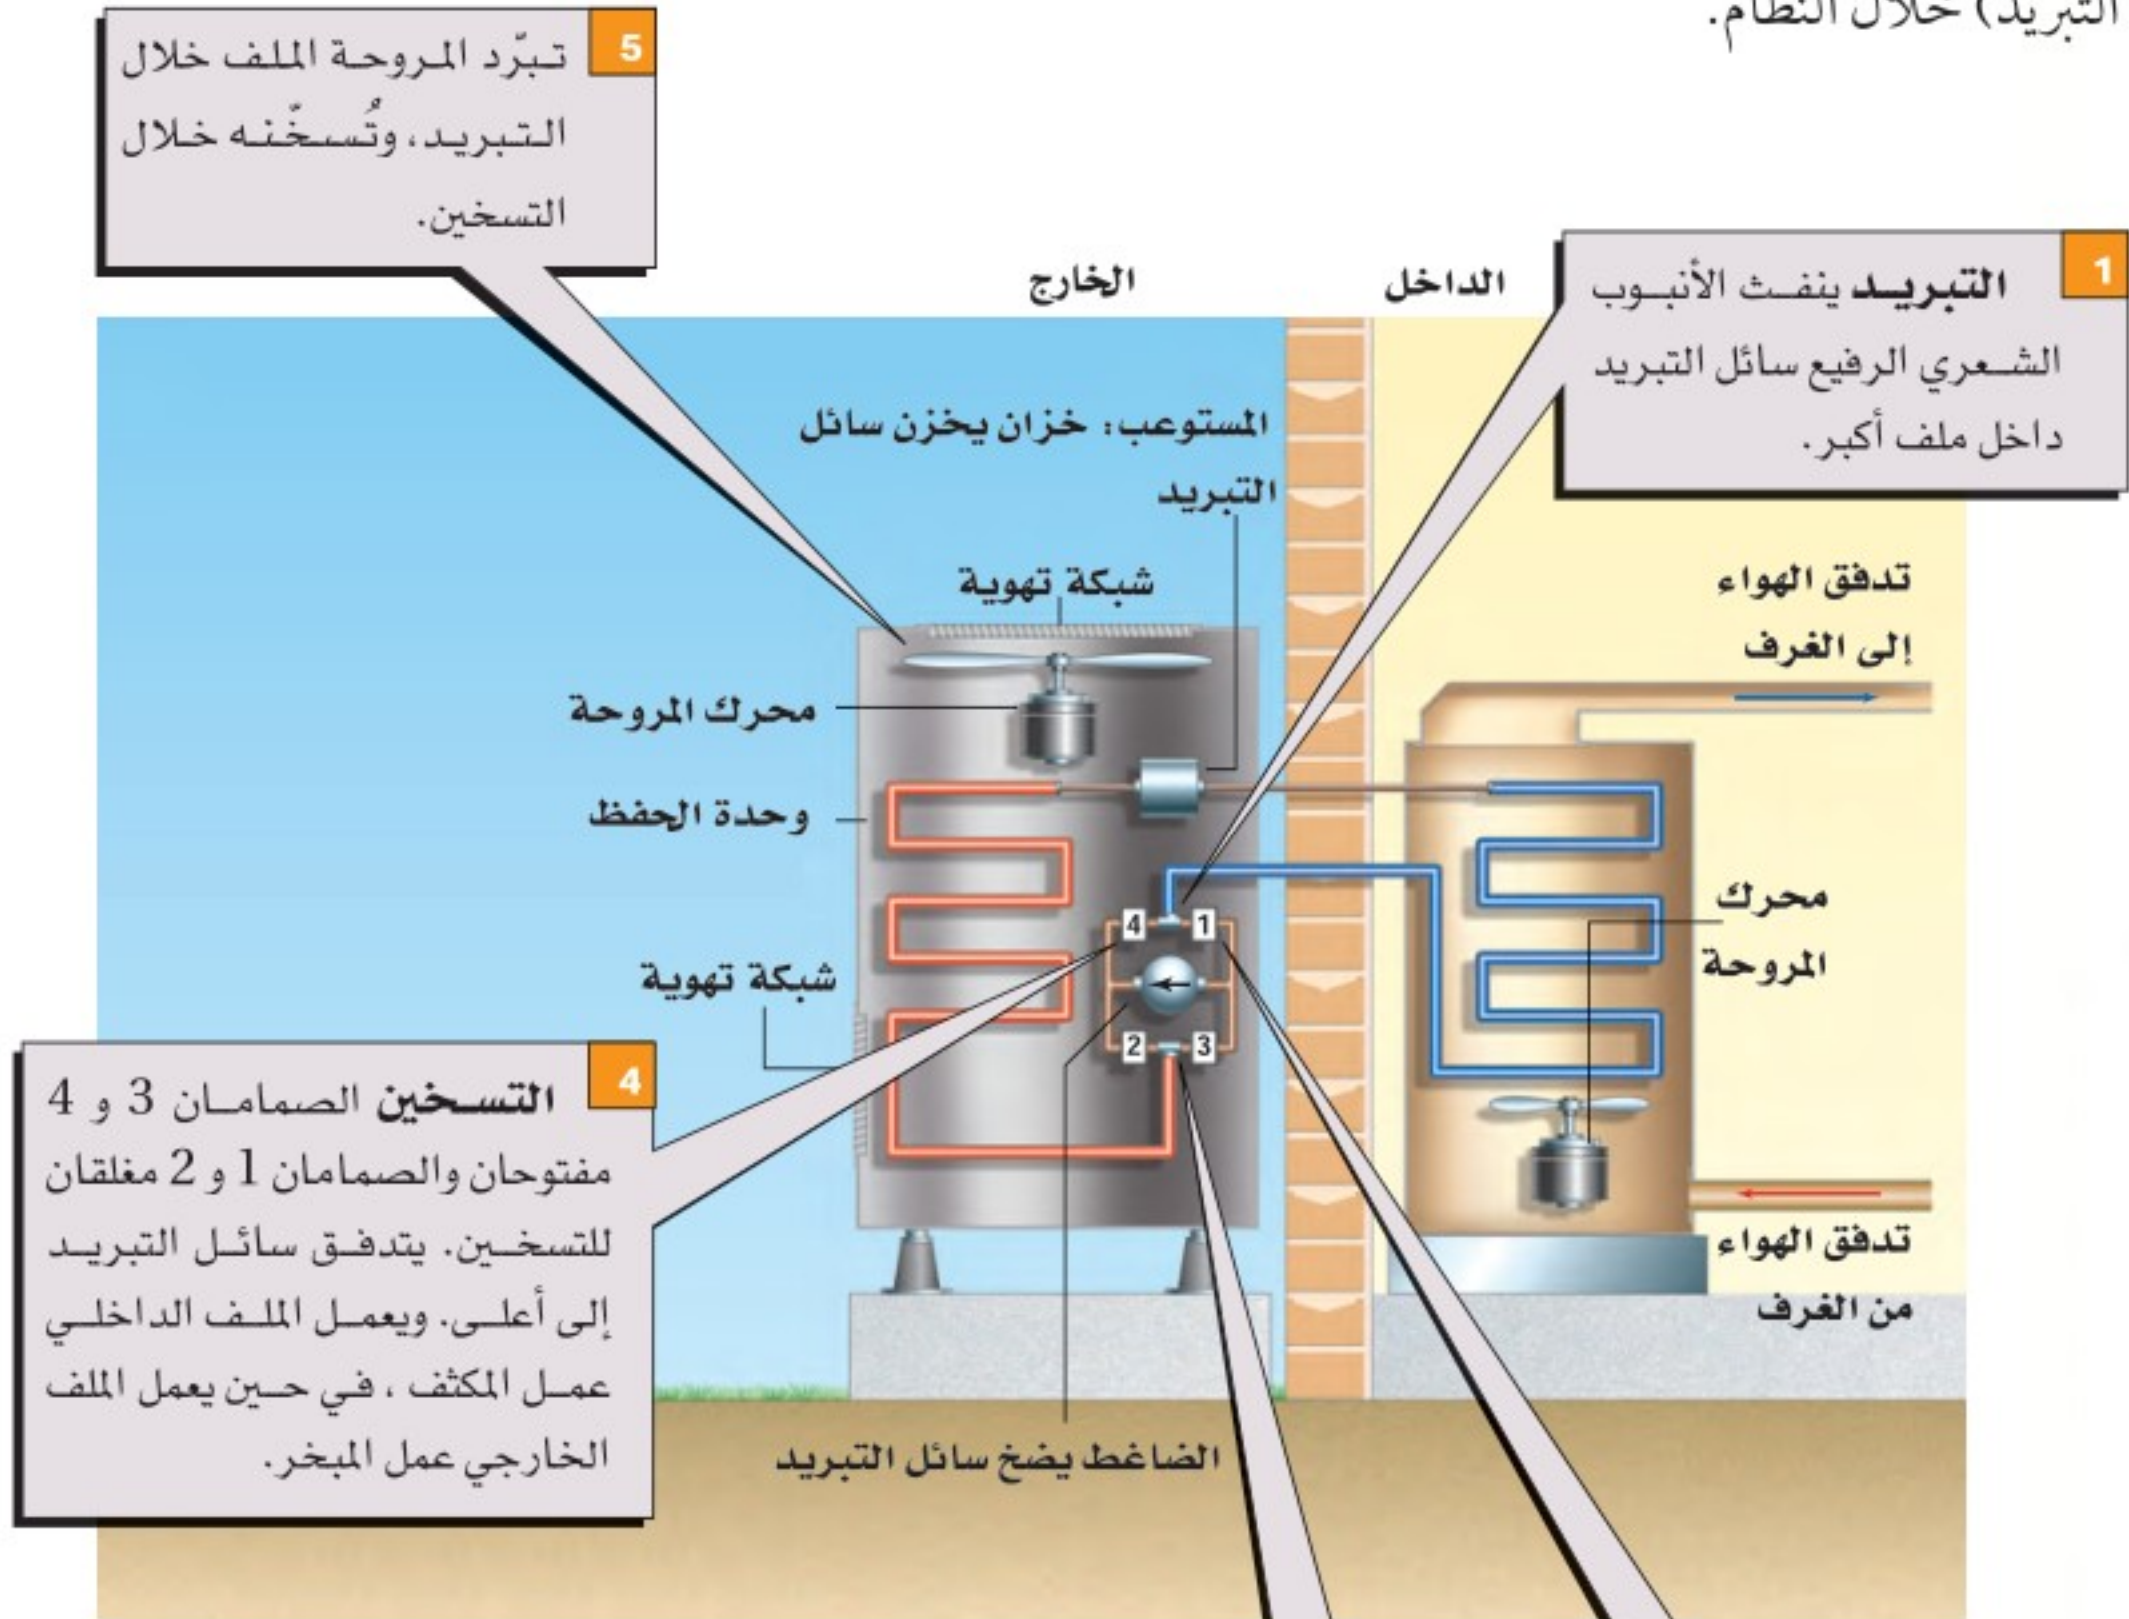 التبريد) خلال النظام.
5
تبرّد المروحة الملف خلال
التبريد، وتُسخّنه خلال
التسخين.
الخارج
الداخل
1
التبريد ينفث الأنبوب
الشعري الرفيع سائل التبريد
داخل ملف أكبر.
المستوعب: خزان يخزن سائل
التبريد
شبكة تهوية
تدفق الهواء
إلى الغرف
محرك المروحة
وحدة الحفظ
محرك
المروحة
4
1
2
3
شبكة تهوية
4
التسخين الصمامان 3 و 4
مفتوحان والصمامان 1 و 2 مغلقان
للتسخين. يتدفق سائل التبريد
إلى أعلى. ويعمل الملف الداخلي
عمل المكثف ، في حين يعمل الملف
الخارجي عمل المبخر.
تدفق الهواء
من الغرف
الضاغط يضخ سائل التبريد